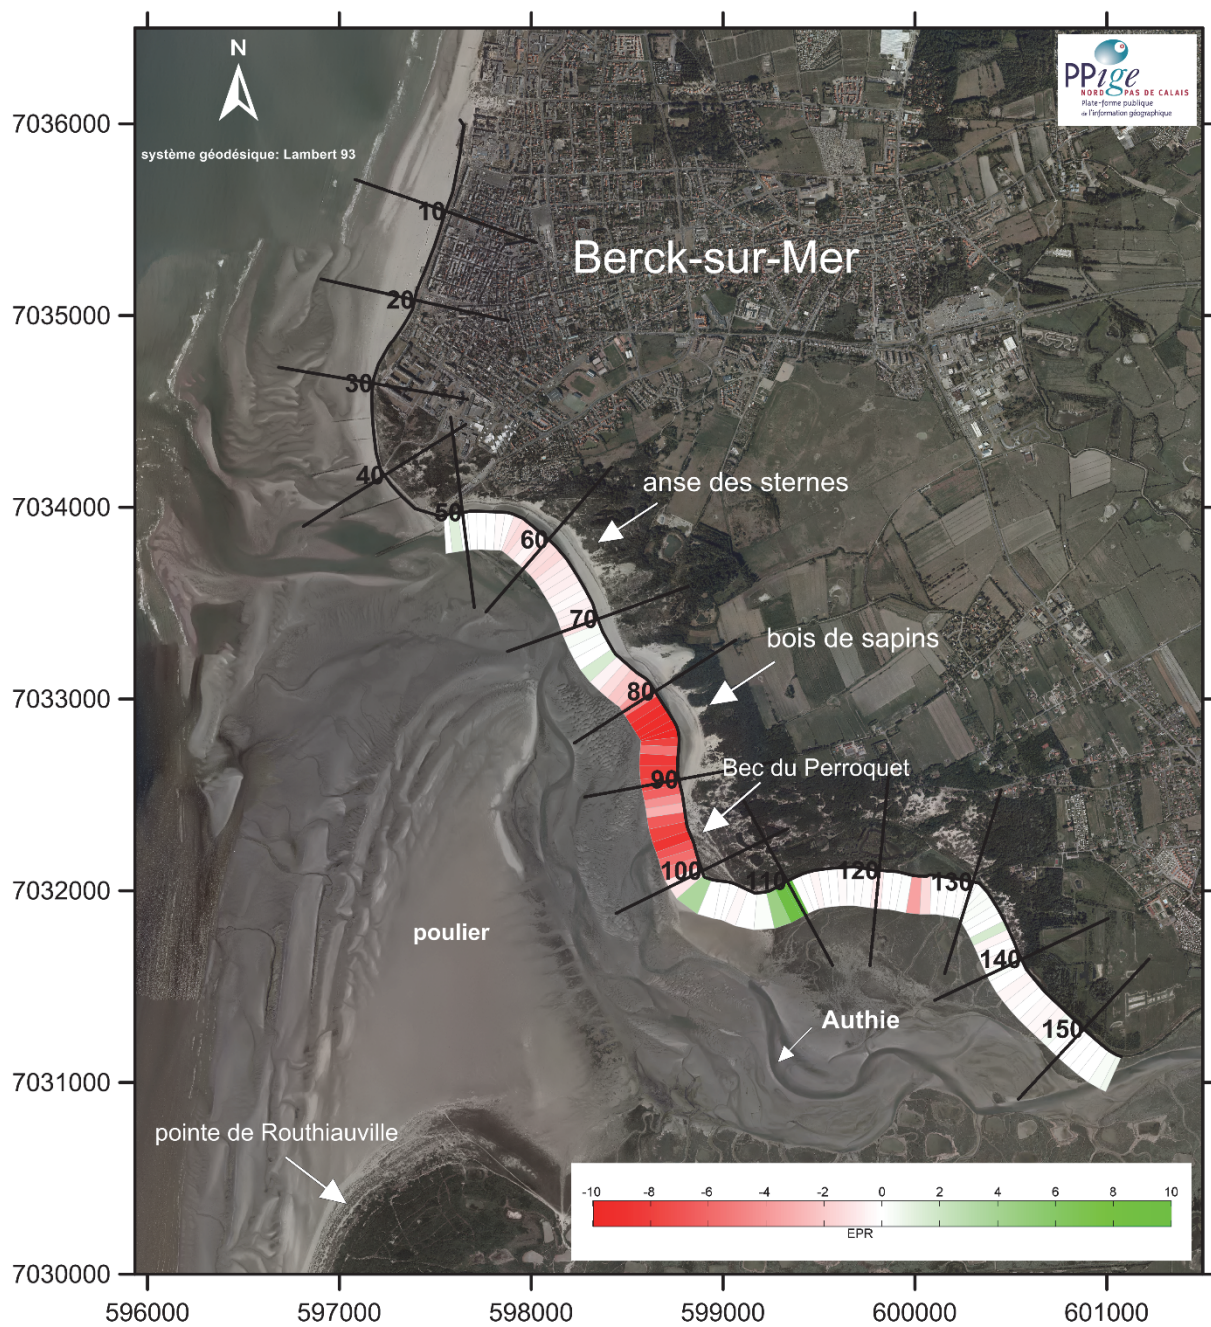 N
PPige
NORD PAS DE CALAIS
Plate-forme publique
de l'information géographique
7036000
système géodésique: Lambert 93
10
Berck-sur-Mer
7035000
20
30
40
anse des sternes
7034000
50
60
70
bois de sapins
7033000
80
Bec du Perroquet
90
7032000
100
110
120
130
poulier
140
Authie
150
7031000
pointe de Routhiauville
-10 -8 -6 -4 -2 0 2 4 6 8 10
EPR
7030000
596000 597000 598000 599000 600000 601000